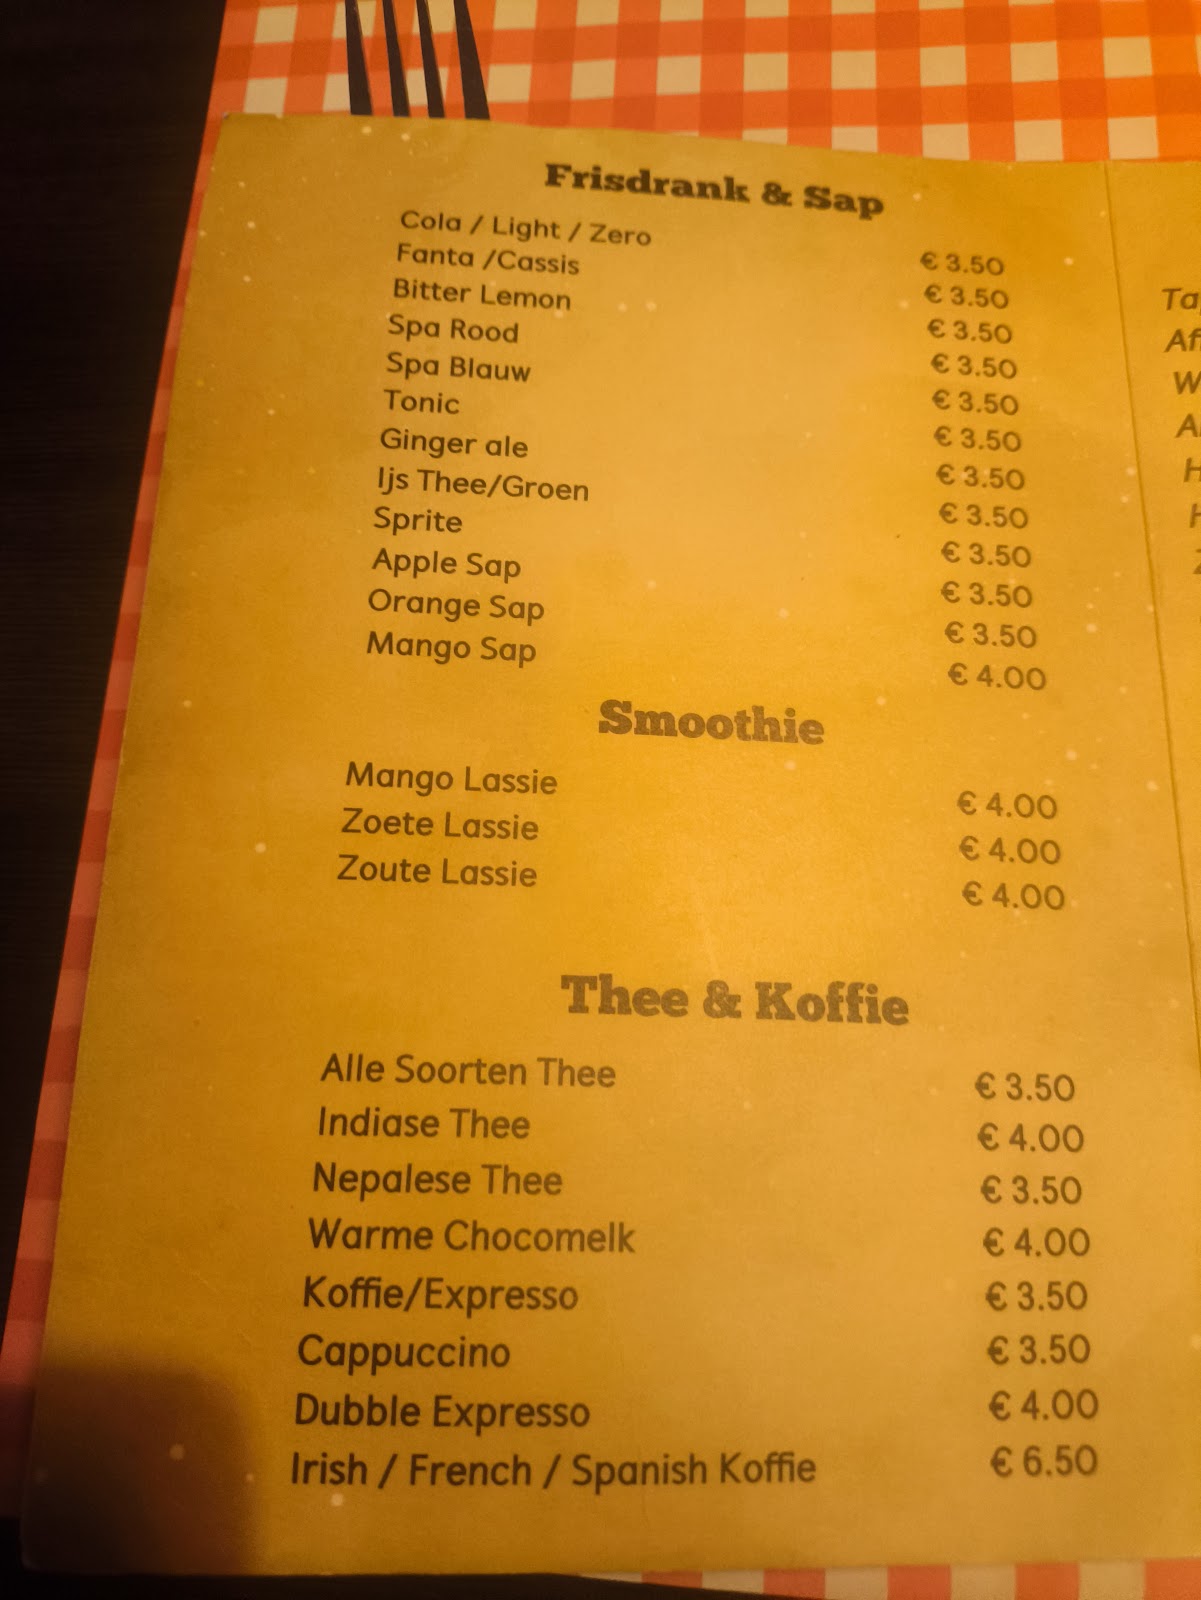 Frisdrank & Sap
Cola / Light / Zero € 3.50
Fanta /Cassis € 3.50
Bitter Lemon € 3.50
Spa Rood € 3.50
Spa Blauw € 3.50
Tonic € 3.50
Ginger ale € 3.50
Ijs Thee/Groen € 3.50
Sprite € 3.50
Apple Sap € 3.50
Orange Sap € 3.50
Mango Sap € 4.00
Smoothie
Mango Lassie € 4.00
Zoete Lassie € 4.00
Zoute Lassie € 4.00
Thee & Koffie
Alle Soorten Thee € 3.50
Indiase Thee € 4.00
Nepalese Thee € 3.50
Warme Chocomelk € 4.00
Koffie/Expresso € 3.50
Cappuccino € 3.50
Dubble Expresso € 4.00
Irish / French / Spanish Koffie € 6.50